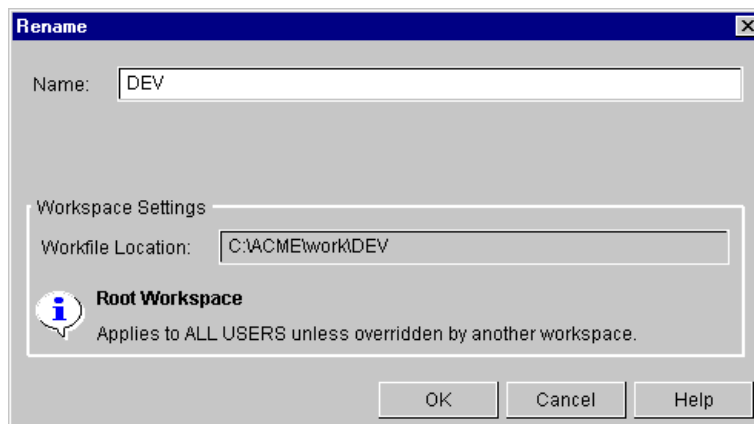 Rename
Name: DEV
Workspace Settings
Workfile Location: C:\ACME\work\DEV
Root Workspace
Applies to ALL USERS unless overridden by another workspace.
OK Cancel Help